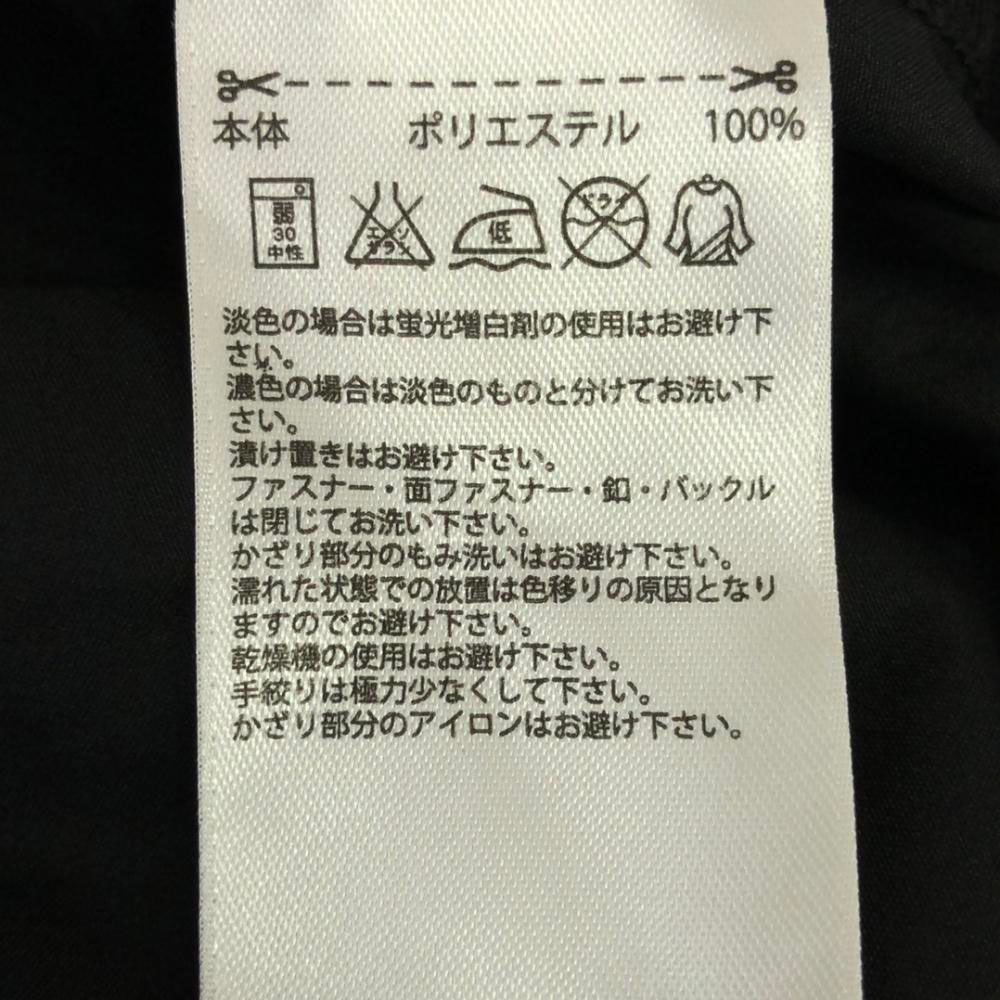 本体 ポリエステル 100%
弱 30 中性 エンソ サラシ 低 ドライ
淡色の場合は蛍光増白剤の使用はお避け下
さい。
濃色の場合は淡色のものと分けてお洗い下
さい。
漬け置きはお避け下さい。
ファスナー・面ファスナー・釦・バックル
は閉じてお洗い下さい。
かざり部分のもみ洗いはお避け下さい。
濡れた状態での放置は色移りの原因となり
ますのでお避け下さい。
乾燥機の使用はお避け下さい。
手絞りは極力少なくして下さい。
かざり部分のアイロンはお避け下さい。